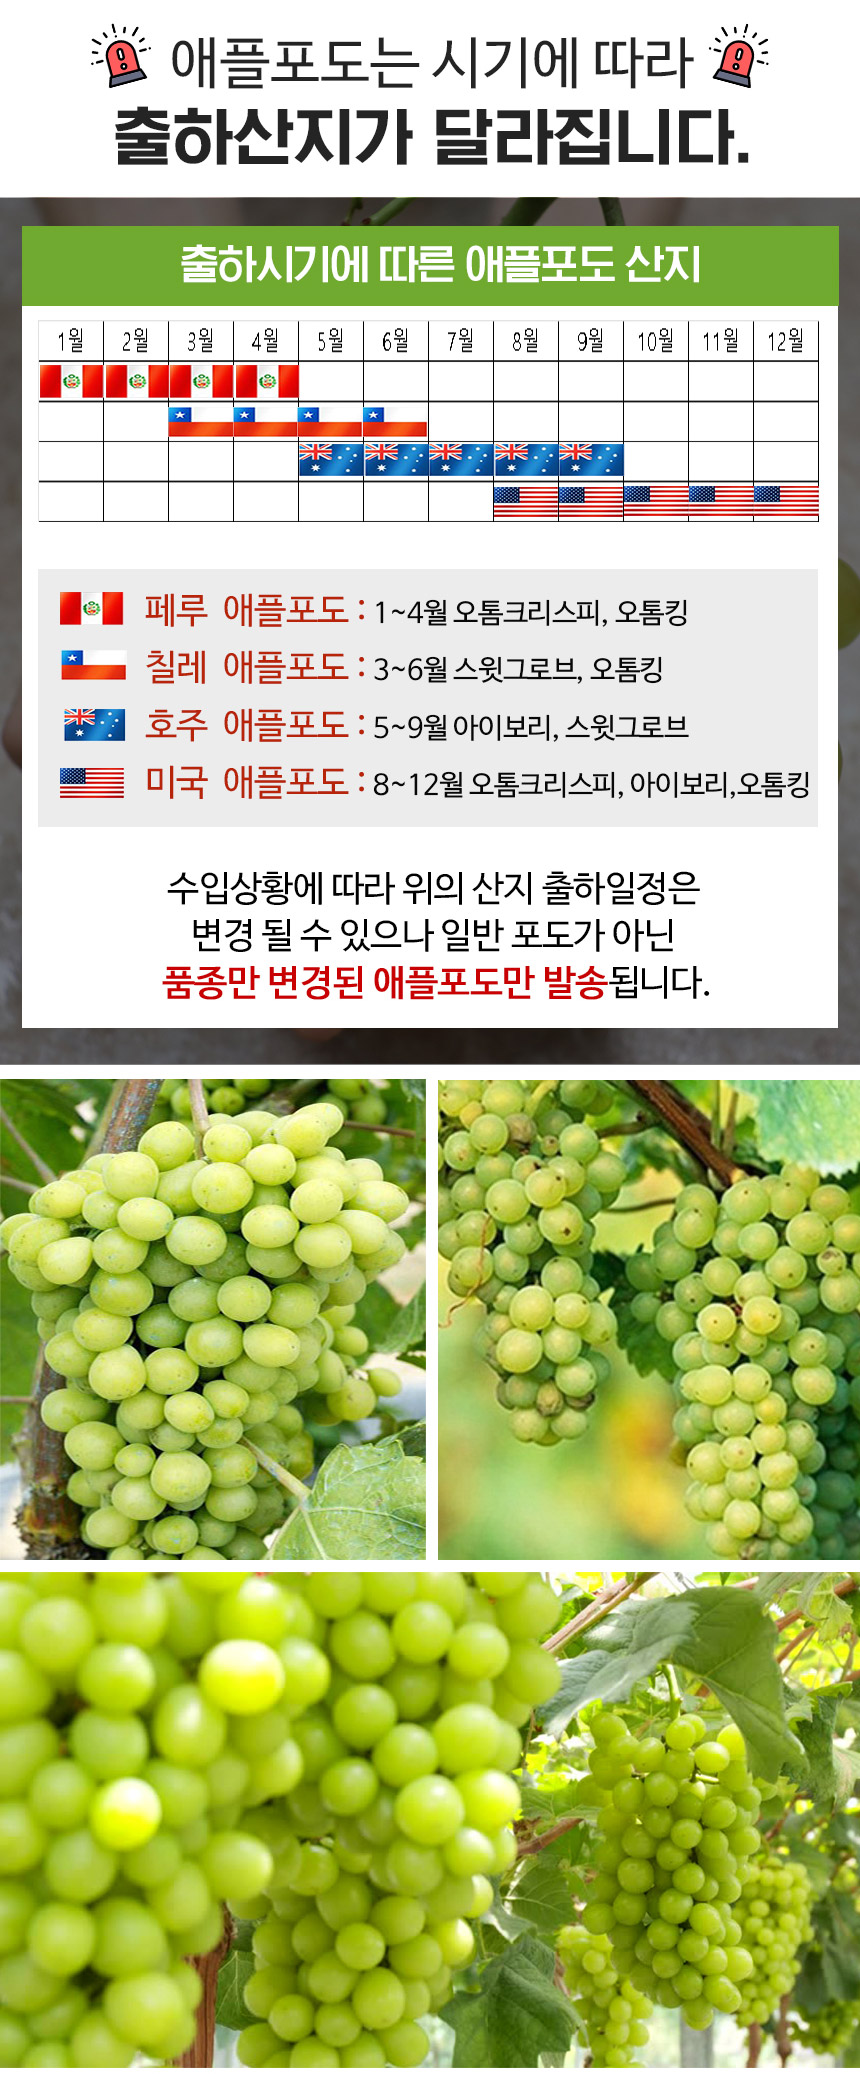 애플포도는 시기에 따라
출하산지가 달라집니다.
출하시기에 따른 애플포도 산지
1월 2월 3월 4월 5월 6월 7월 8월 9월 10월 11월 12월
페루 애플포도 : 1~4월 오톰크리스피, 오톰킹
칠레 애플포도 : 3~6월 스윗그로브, 오톰킹
호주 애플포도 : 5~9월 아이보리, 스윗그로브
미국 애플포도 : 8~12월 오톰크리스피, 아이보리,오톰킹
수입상황에 따라 위의 산지 출하일정은
변경 될 수 있으나 일반 포도가 아닌
품종만 변경된 애플포도만 발송됩니다.